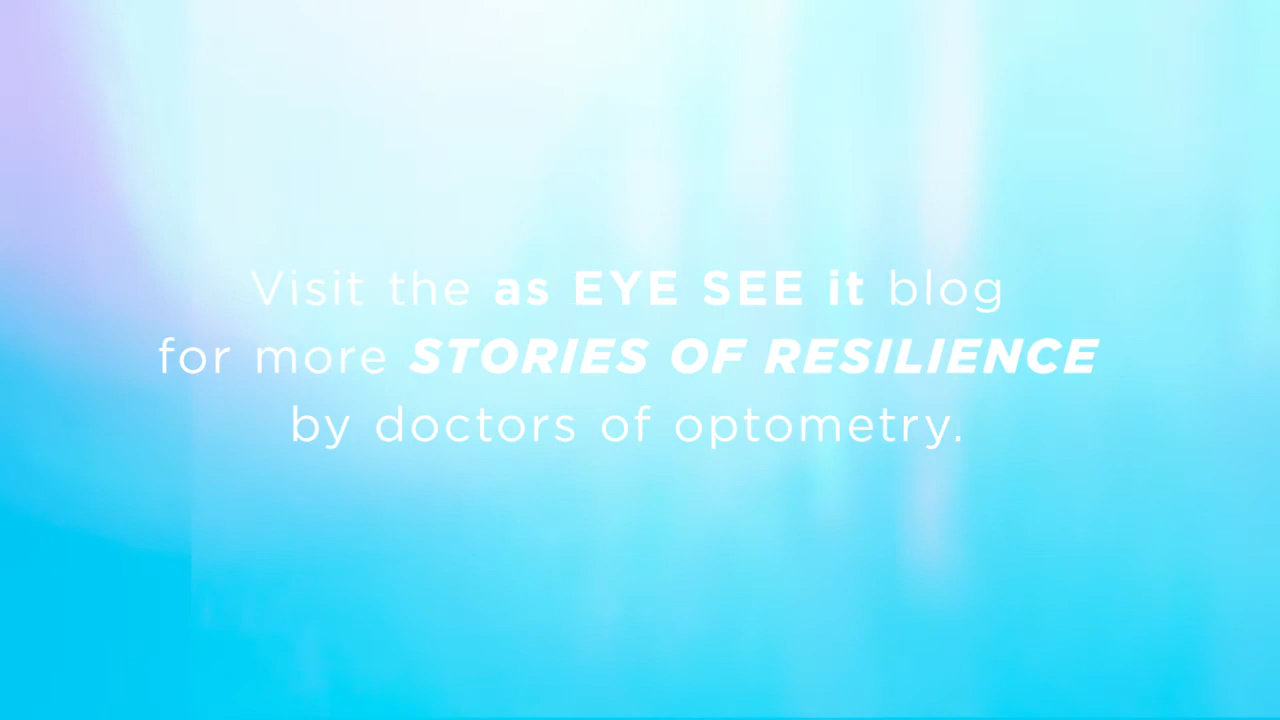 Visit the as EYE SEE it blog
for more STORIES OF RESILIENCE
by doctors of optometry.